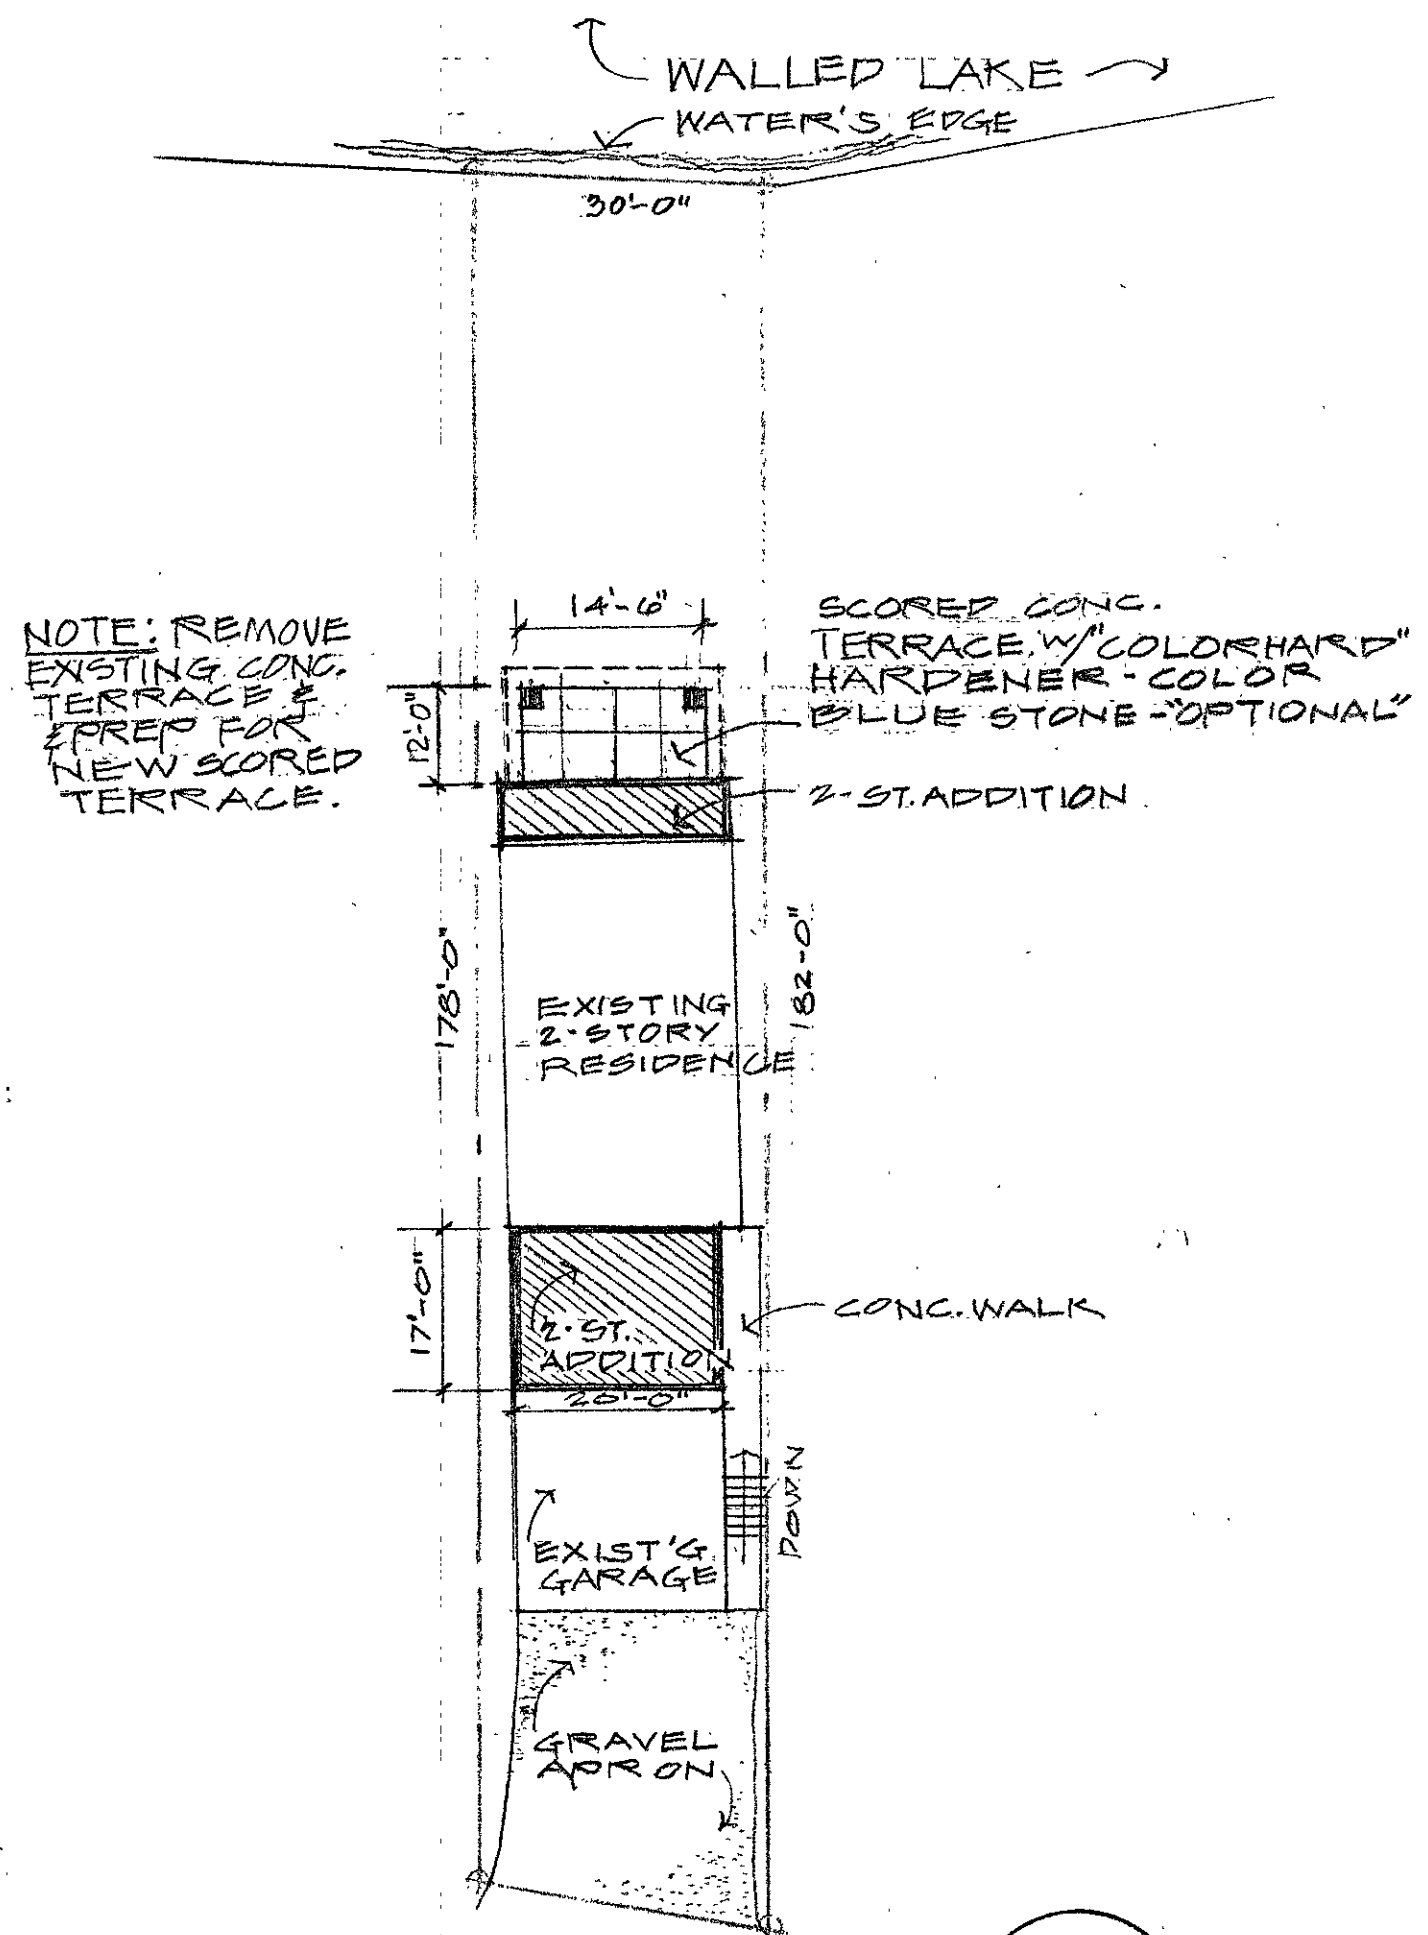 WALLED LAKE
WATER'S EDGE
30'-0"
14'-6"
NOTE: REMOVE
EXISTING CONC.
TERRACE &
& PREP FOR
NEW SCORED
TERRACE.
12'-0"
SCORED CONC.
TERRACE W/"COLORHARD"
HARDENER - COLOR
BLUE STONE -"OPTIONAL"
2-ST. ADDITION
178'-0"
182-0"
EXISTING
2-STORY
RESIDENCE
17'-0"
2-ST.
ADDITION
CONC. WALK
20'-0"
DOWN
EXIST'G
GARAGE
GRAVEL
APRON